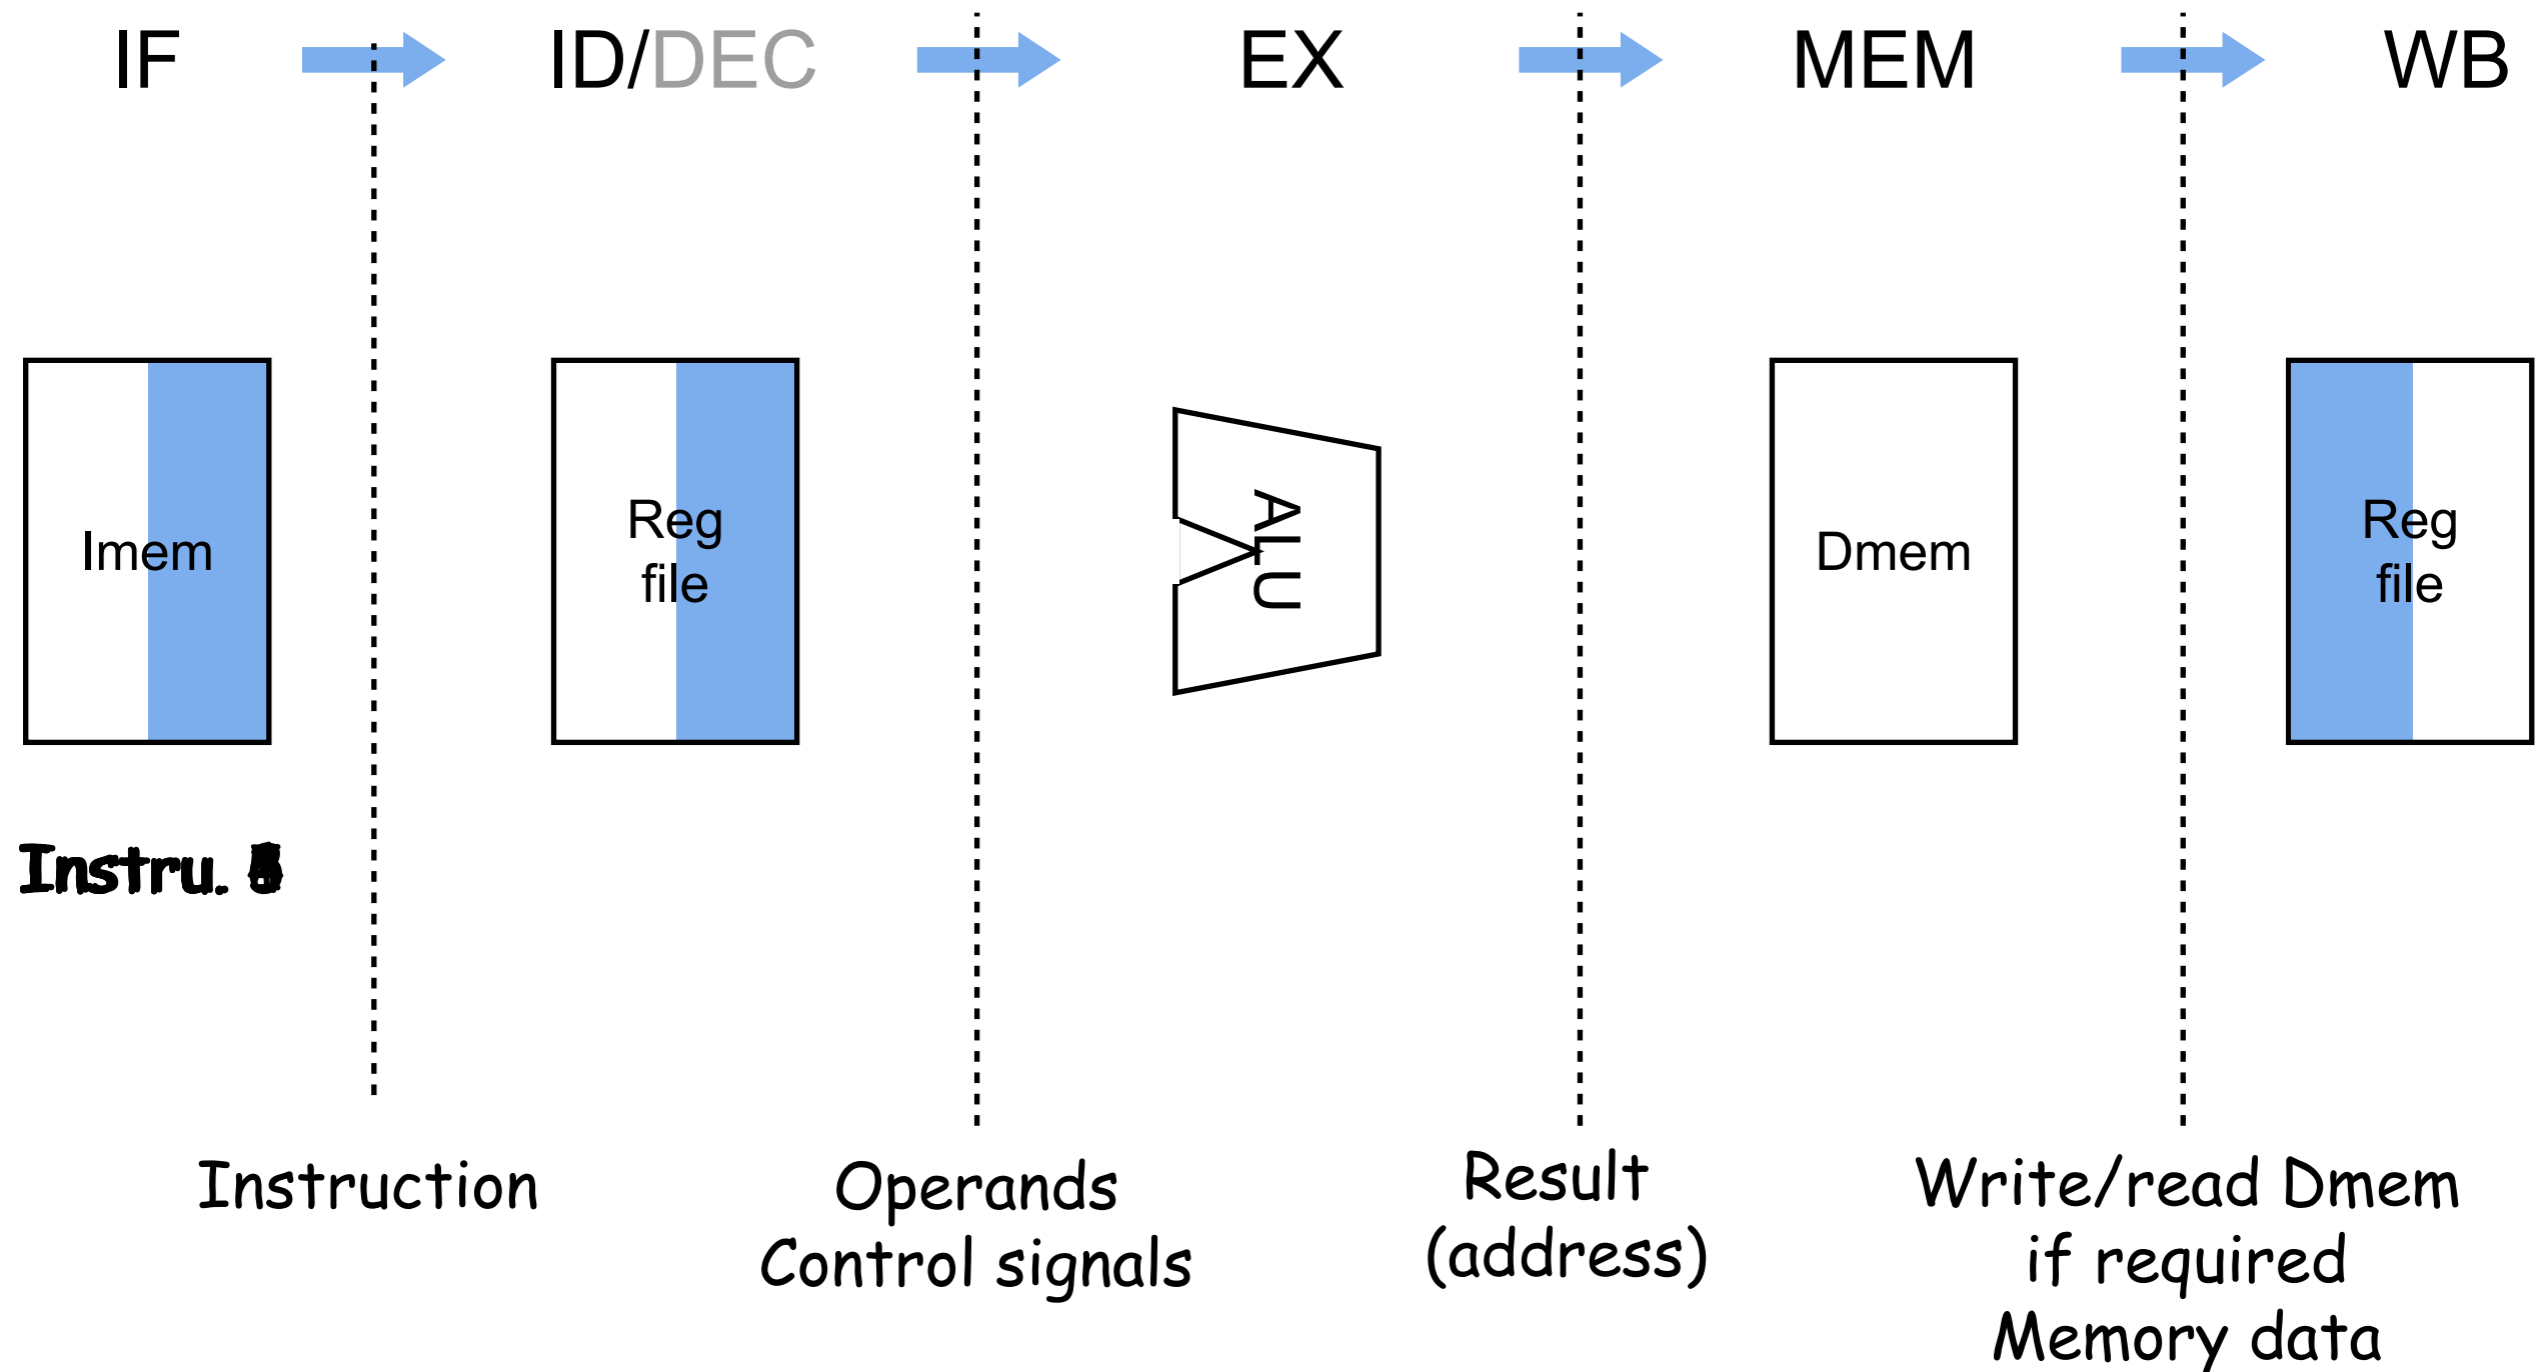 IF
ID/DEC
EX
MEM
WB
Imem
Reg
file
ALU
Dmem
Reg
file
Instru.
Instruction
Operands
Control signals
Result
(address)
Write/read Dmem
if required
Memory data